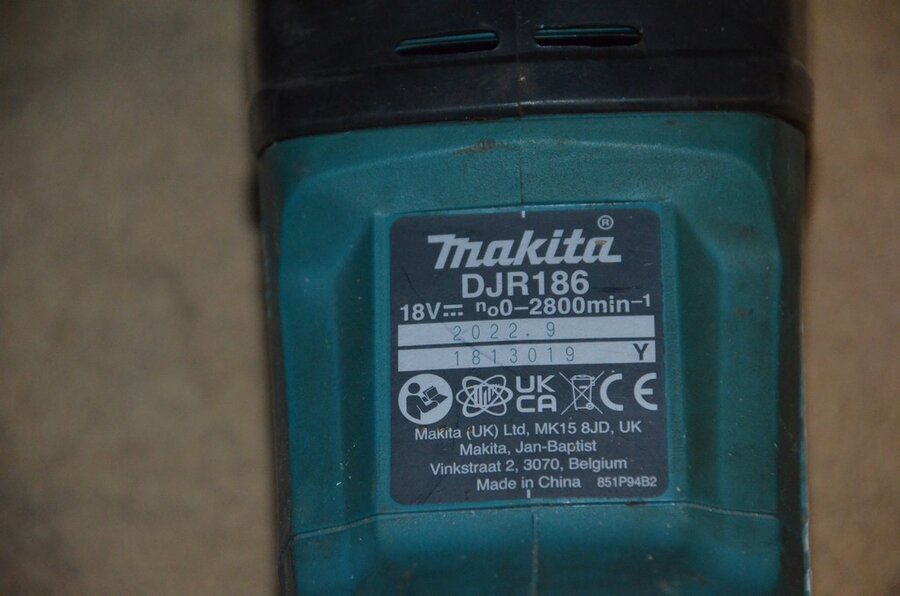 makita®
DJR186
18V⎓ n₀0–2800min⁻¹
2022.9
1813019 Y
UK
CA CE
Makita (UK) Ltd, MK15 8JD, UK
Makita, Jan-Baptist
Vinkstraat 2, 3070, Belgium
Made in China 851P94B2